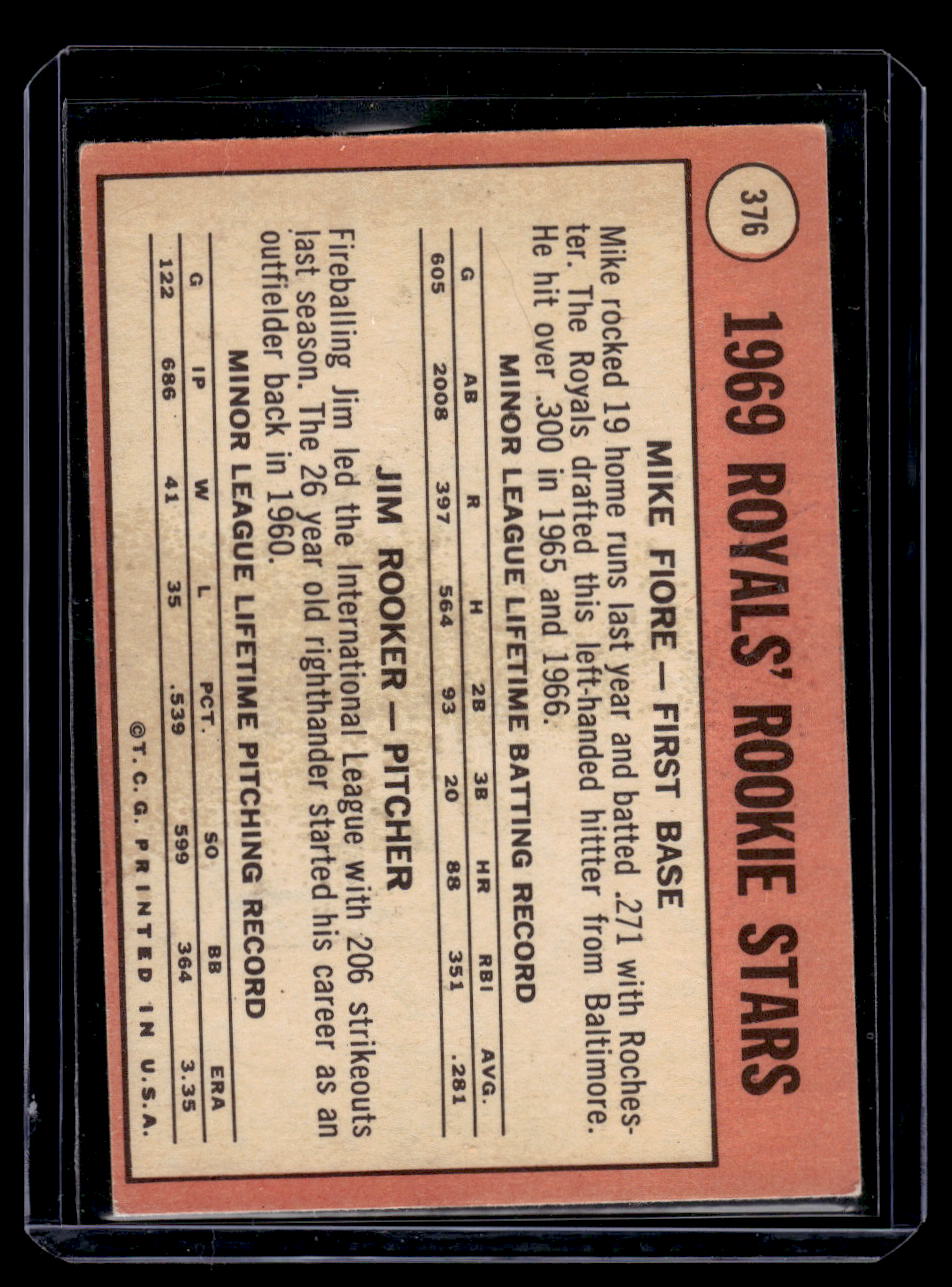 376
1969 ROYALS' ROOKIE STARS
MIKE FIORE — FIRST BASE
Mike rocked 19 home runs last year and batted .271 with Roches-
ter. The Royals drafted this left-handed hittter from Baltimore.
He hit over .300 in 1965 and 1966.
MINOR LEAGUE LIFETIME BATTING RECORD
G AB R H 2B 3B HR RBI AVG.
605 2008 397 564 93 20 88 351 .281
JIM ROOKER — PITCHER
Fireballing Jim led the International League with 206 strikeouts
last season. The 26 year old righthander started his career as an
outfielder back in 1960.
MINOR LEAGUE LIFETIME PITCHING RECORD
G IP W L PCT. SO BB ERA
122 686 41 35 .539 599 364 3.35
©T. C. G. PRINTED IN U.S.A.